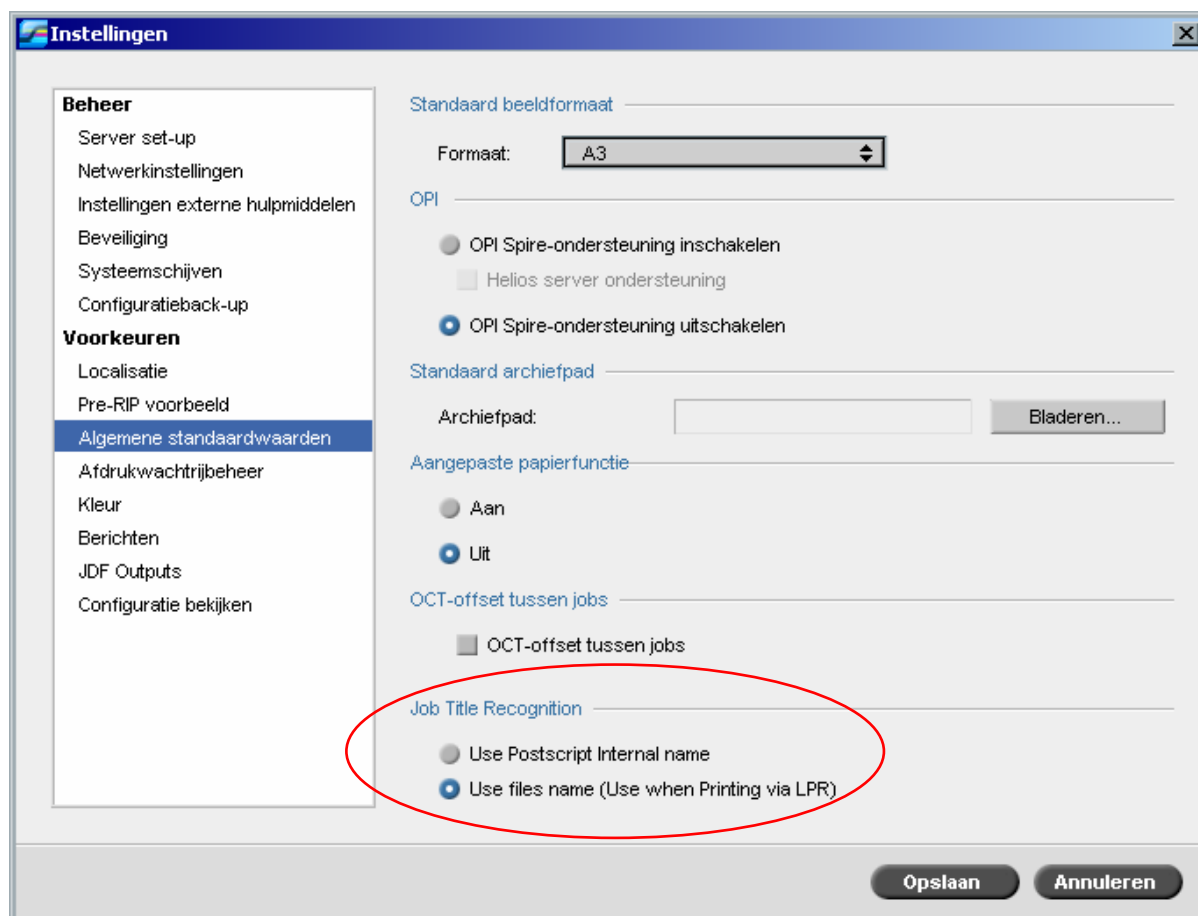 Instellingen
Beheer
Server set-up
Netwerkinstellingen
Instellingen externe hulpmiddelen
Beveiliging
Systeemschijven
Configuratieback-up
Voorkeuren
Localisatie
Pre-RIP voorbeeld
Algemene standaardwaarden
Afdrukwachtrijbeheer
Kleur
Berichten
JDF Outputs
Configuratie bekijken
Standaard beeldformaat
Formaat: A3
OPI
OPI Spire-ondersteuning inschakelen
Helios server ondersteuning
OPI Spire-ondersteuning uitschakelen
Standaard archiefpad
Archiefpad: Bladeren...
Aangepaste papierfunctie
Aan
Uit
OCT-offset tussen jobs
OCT-offset tussen jobs
Job Title Recognition
Use Postscript Internal name
Use files name (Use when Printing via LPR)
Opslaan Annuleren